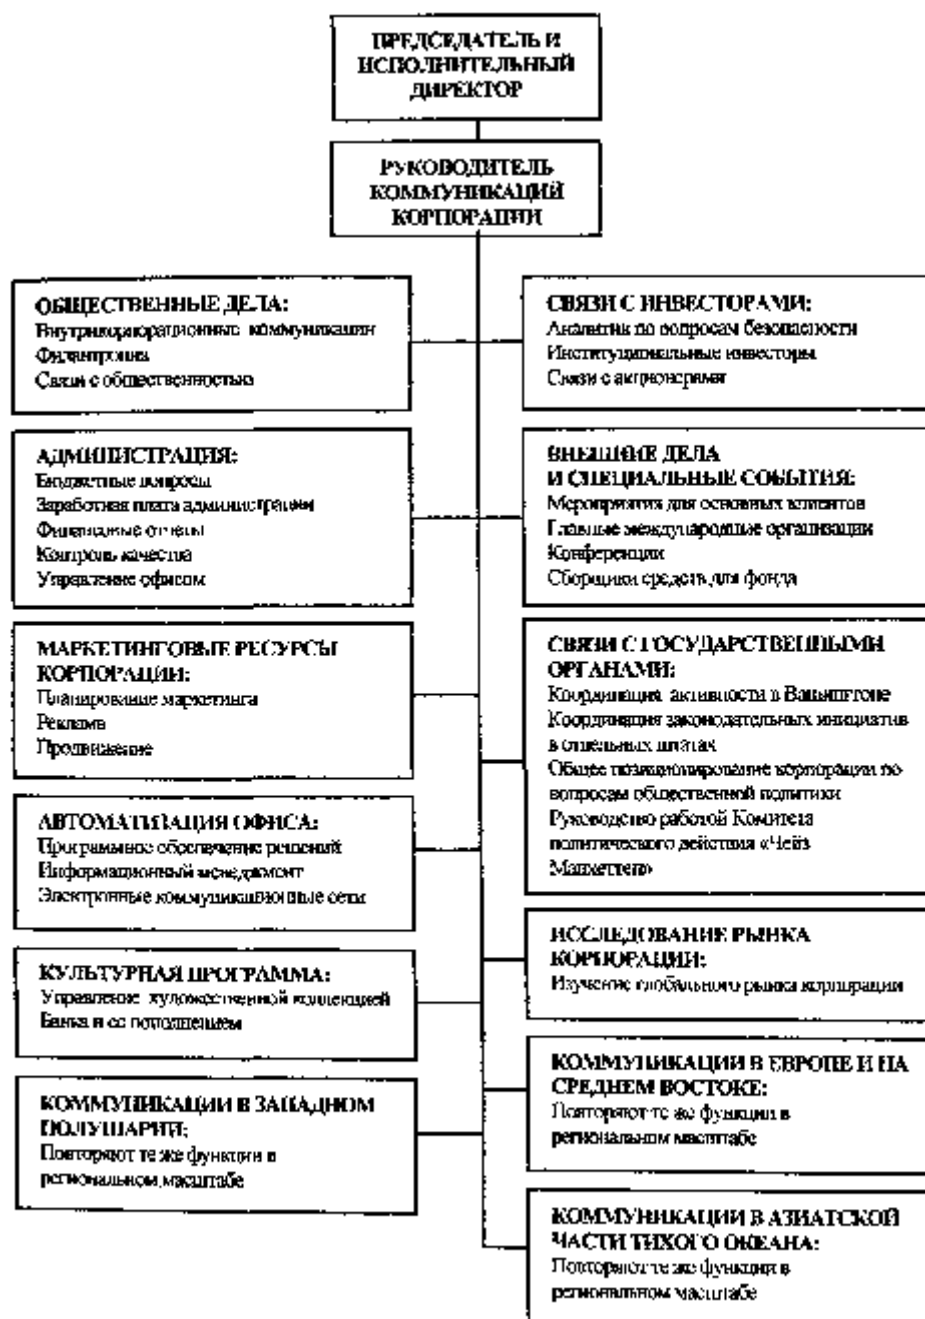 ПРЕДСЕДАТЕЛЬ И
ИСПОЛНИТЕЛЬНЫЙ
ДИРЕКТОР
РУКОВОДИТЕЛЬ
КОММУНИКАЦИЙ
КОРПОРАЦИИ
ОБЩЕСТВЕННЫЕ ДЕЛА:
Внутрикорпорационные коммуникации
Филантропия
Связи с общественностью
АДМИНИСТРАЦИЯ:
Бюджетные вопросы
Заработная плата администрации
Финансовые отчеты
Контроль качества
Управление офисом
МАРКЕТИНГОВЫЕ РЕСУРСЫ
КОРПОРАЦИИ:
Планирование маркетинга
Реклама
Продвижение
АВТОМАТИЗАЦИЯ ОФИСА:
Программное обеспечение решений
Информационный менеджмент
Электронные коммуникационные сети
КУЛЬТУРНАЯ ПРОГРАММА:
Управление художественной коллекцией
Банка и ее пополнением
КОММУНИКАЦИИ В ЗАПАДНОМ
ПОЛУШАРИИ:
Повторяют те же функции в
региональном масштабе
СВЯЗИ С ИНВЕСТОРАМИ:
Аналитик по вопросам безопасности
Институциональные инвесторы
Связи с акционерами
ВНЕШНИЕ ДЕЛА
И СПЕЦИАЛЬНЫЕ СОБЫТИЯ:
Мероприятия для основных клиентов
Главные международные организации
Конференции
Сборщики средств для фонда
СВЯЗИ С ГОСУДАРСТВЕННЫМИ
ОРГАНАМИ:
Координация активности в Вашингтоне
Координация законодательных инициатив
в отдельных штатах
Общее позиционирование корпорации по
вопросам общественной политики
Руководство работой Комитета
политического действия «Чейз
Манхеттен»
ИССЛЕДОВАНИЕ РЫНКА
КОРПОРАЦИИ:
Изучение глобального рынка корпорации
КОММУНИКАЦИИ В ЕВРОПЕ И НА
СРЕДНЕМ ВОСТОКЕ:
Повторяют те же функции в
региональном масштабе
КОММУНИКАЦИИ В АЗИАТСКОЙ
ЧАСТИ ТИХОГО ОКЕАНА:
Повторяют те же функции в
региональном масштабе